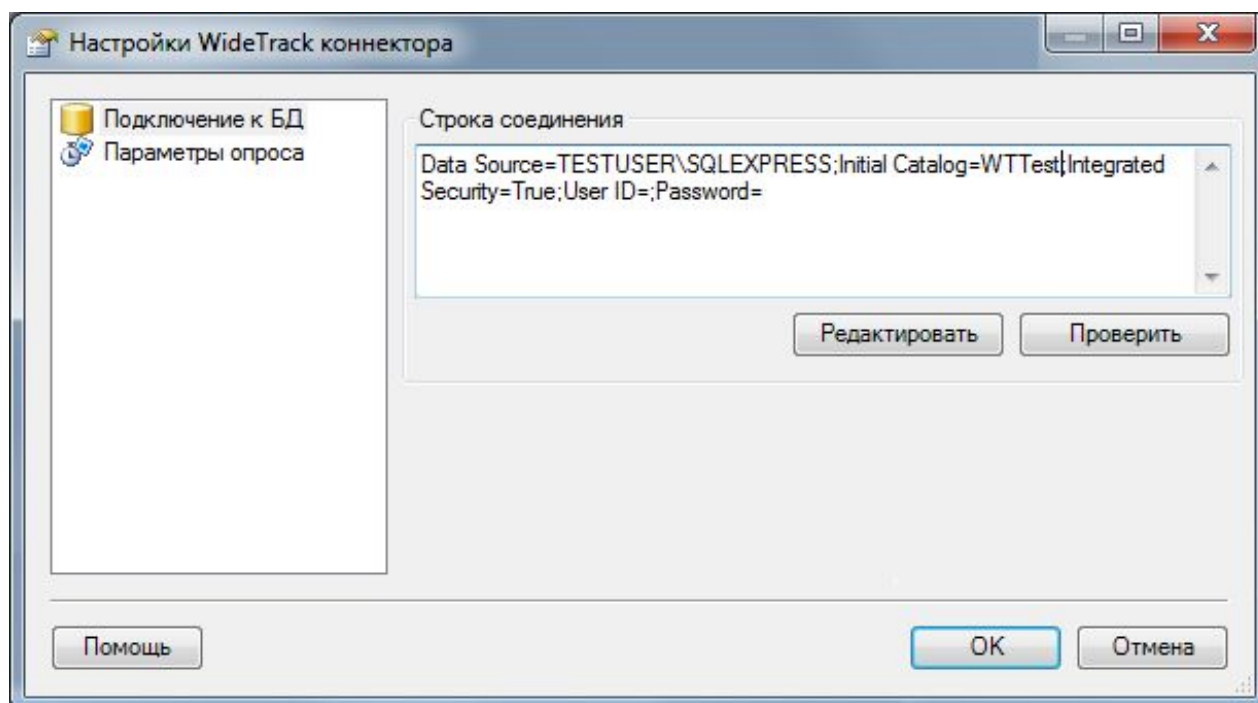 Настройки WideTrack коннектора
Подключение к БД
Параметры опроса
Строка соединения
Data Source=TESTUSER\SQLEXPRESS;Initial Catalog=WTTest;Integrated
Security=True;User ID=;Password=
Редактировать
Проверить
Помощь
OK
Отмена